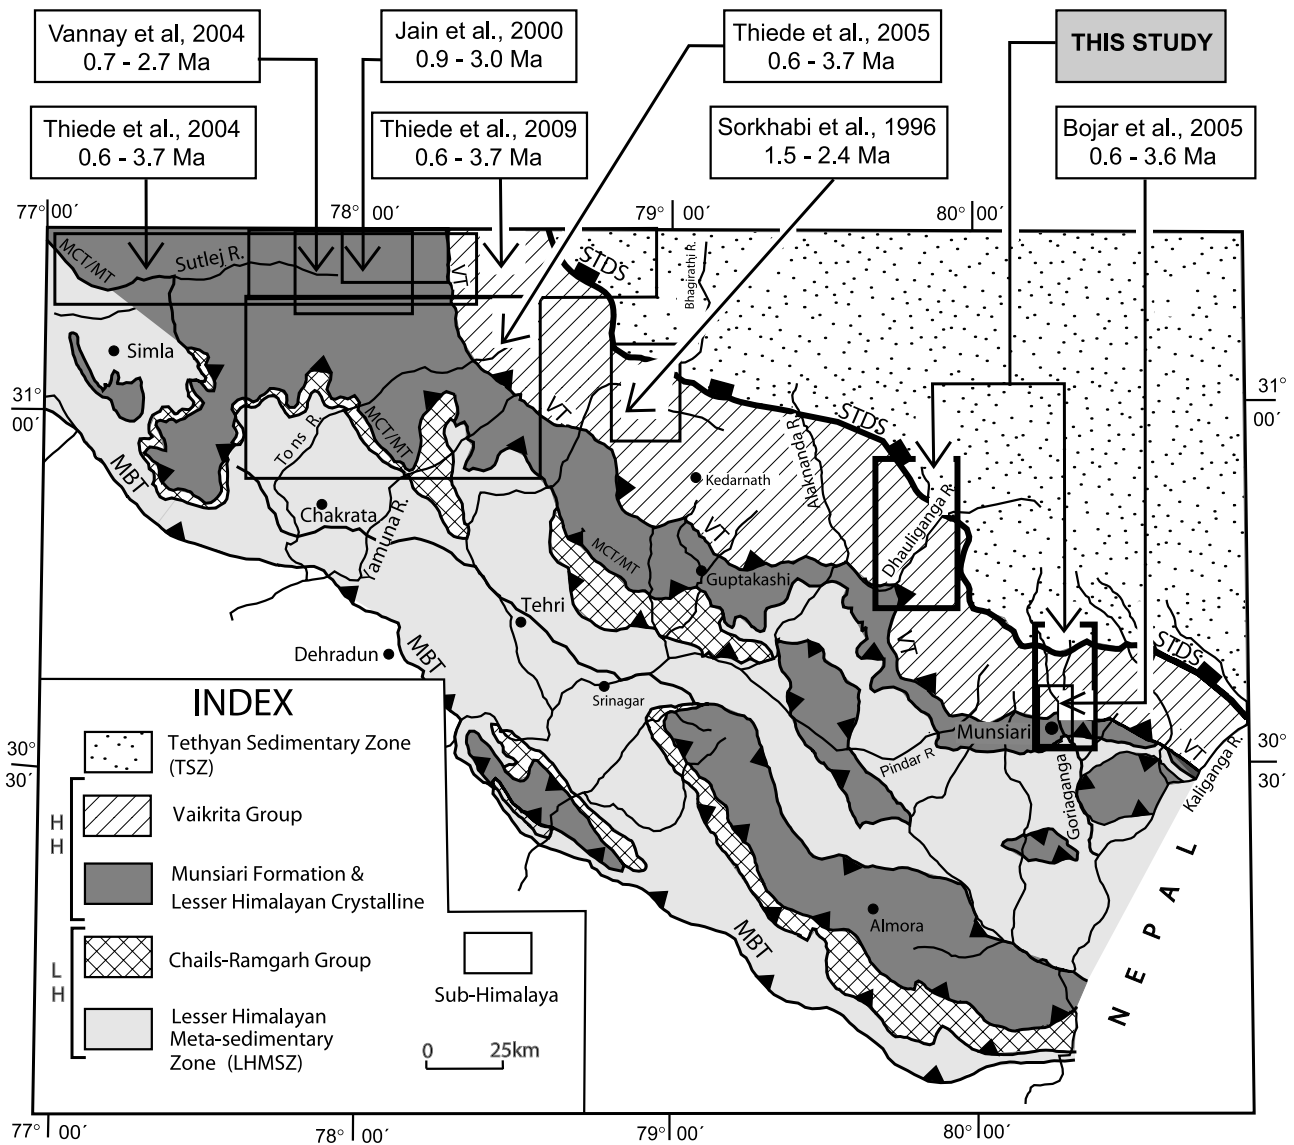 Vannay et al, 2004
0.7 - 2.7 Ma
Jain et al., 2000
0.9 - 3.0 Ma
Thiede et al., 2005
0.6 - 3.7 Ma
THIS STUDY
Thiede et al., 2004
0.6 - 3.7 Ma
Thiede et al., 2009
0.6 - 3.7 Ma
Sorkhabi et al., 1996
1.5 - 2.4 Ma
Bojar et al., 2005
0.6 - 3.6 Ma
77° 00´
78° 00´
79° 00´
80° 00´
MCT/MT
Sutlej R.
VT
STDS
Bhagirathi R.
Simla
31°
00´
31°
00´
MBT
Tons R.
MCT/MT
VT
STDS
Alaknanda R.
Kedarnath
Chakrata
Yamuna R.
VT
Dhauliganga R.
MCT/MT
Guptakashi
Tehri
Dehradun
MBT
VT
STDS
Srinagar
Munsiari
Pindar R
Goriaganga
VT
Kaliganga R.
30°
30´
30°
30´
Almora
MBT
NEPAL
INDEX
Tethyan Sedimentary Zone
(TSZ)
HH
Vaikrita Group
Munsiari Formation &
Lesser Himalayan Crystalline
LH
Chails-Ramgarh Group
Lesser Himalayan
Meta-sedimentary
Zone (LHMSZ)
Sub-Himalaya
0 25km
77° 00´
78° 00´
79° 00´
80° 00´